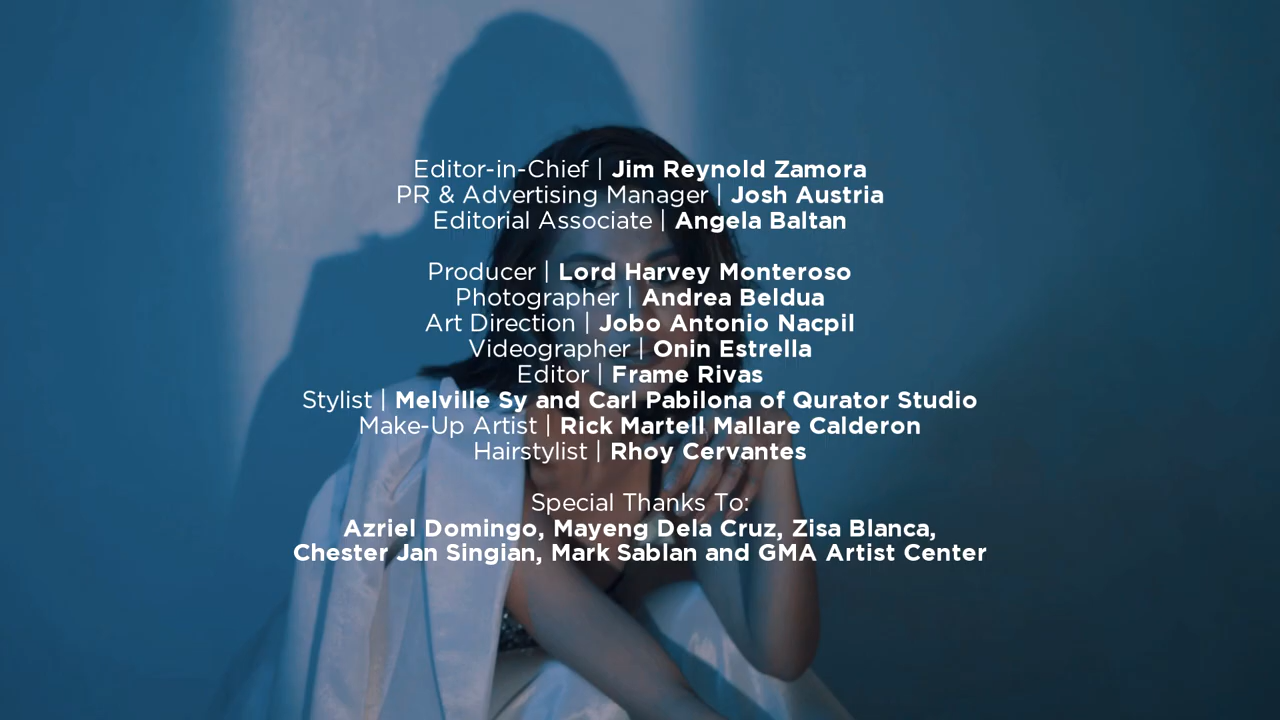 Editor-in-Chief | Jim Reynold Zamora
PR & Advertising Manager | Josh Austria
Editorial Associate | Angela Baltan
Producer | Lord Harvey Monteroso
Photographer | Andrea Beldua
Art Direction | Jobo Antonio Nacpil
Videographer | Onin Estrella
Editor | Frame Rivas
Stylist | Melville Sy and Carl Pabilona of Qurator Studio
Make-Up Artist | Rick Martell Mallare Calderon
Hairstylist | Rhoy Cervantes
Special Thanks To:
Azriel Domingo, Mayeng Dela Cruz, Zisa Blanca,
Chester Jan Singian, Mark Sablan and GMA Artist Center